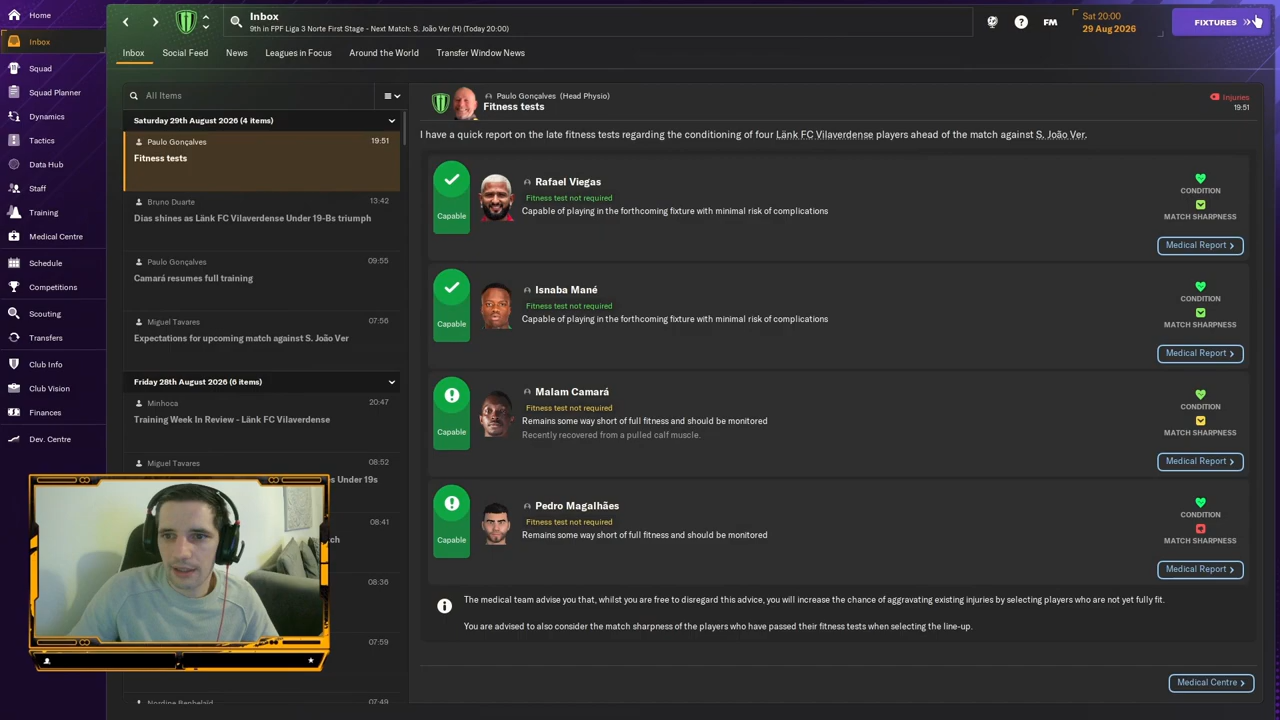 Home
Inbox
Squad
Squad Planner
Dynamics
Tactics
Data Hub
Staff
Training
Medical Centre
Schedule
Competitions
Scouting
Transfers
Club Info
Club Vision
Finances
Dev. Centre
Inbox
9th in FPF Liga 3 Norte First Stage - Next Match: S. João Ver (H) (Today 20:00)
FM
Sat 20:00
29 Aug 2026
FIXTURES
Inbox
Social Feed
News
Leagues in Focus
Around the World
Transfer Window News
All Items
Saturday 29th August 2026 (4 items)
Paulo Gonçalves 19:51
Fitness tests
Bruno Duarte 13:42
Dias shines as Länk FC Vilaverdense Under 19-Bs triumph
Paulo Gonçalves 09:55
Camará resumes full training
Miguel Tavares 07:56
Expectations for upcoming match against S. João Ver
Friday 28th August 2026 (6 items)
Minhoca 20:47
Training Week In Review - Länk FC Vilaverdense
Miguel Tavares 08:52
s Under 19s
08:41
08:36
07:59
07:49
Paulo Gonçalves (Head Physio)
Fitness tests
Injuries
19:51
I have a quick report on the late fitness tests regarding the conditioning of four Länk FC Vilaverdense players ahead of the match against S. João Ver.
Capable
Rafael Viegas
Fitness test not required
Capable of playing in the forthcoming fixture with minimal risk of complications
CONDITION
MATCH SHARPNESS
Medical Report
Capable
Isnaba Mané
Fitness test not required
Capable of playing in the forthcoming fixture with minimal risk of complications
CONDITION
MATCH SHARPNESS
Medical Report
Capable
Malam Camará
Fitness test not required
Remains some way short of full fitness and should be monitored
Recently recovered from a pulled calf muscle.
CONDITION
MATCH SHARPNESS
Medical Report
Capable
Pedro Magalhães
Fitness test not required
Remains some way short of full fitness and should be monitored
CONDITION
MATCH SHARPNESS
Medical Report
The medical team advise you that, whilst you are free to disregard this advice, you will increase the chance of aggravating existing injuries by selecting players who are not yet fully fit.
You are advised to also consider the match sharpness of the players who have passed their fitness tests when selecting the line-up.
Medical Centre